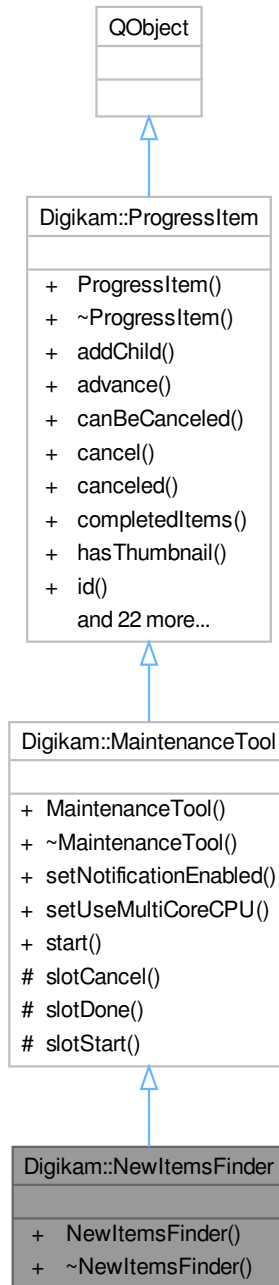 QObject
Digikam::ProgressItem
+ ProgressItem()
+ ~ProgressItem()
+ addChild()
+ advance()
+ canBeCanceled()
+ cancel()
+ canceled()
+ completedItems()
+ hasThumbnail()
+ id()
and 22 more...
Digikam::MaintenanceTool
+ MaintenanceTool()
+ ~MaintenanceTool()
+ setNotificationEnabled()
+ setUseMultiCoreCPU()
+ start()
# slotCancel()
# slotDone()
# slotStart()
Digikam::NewItemsFinder
+ NewItemsFinder()
+ ~NewItemsFinder()